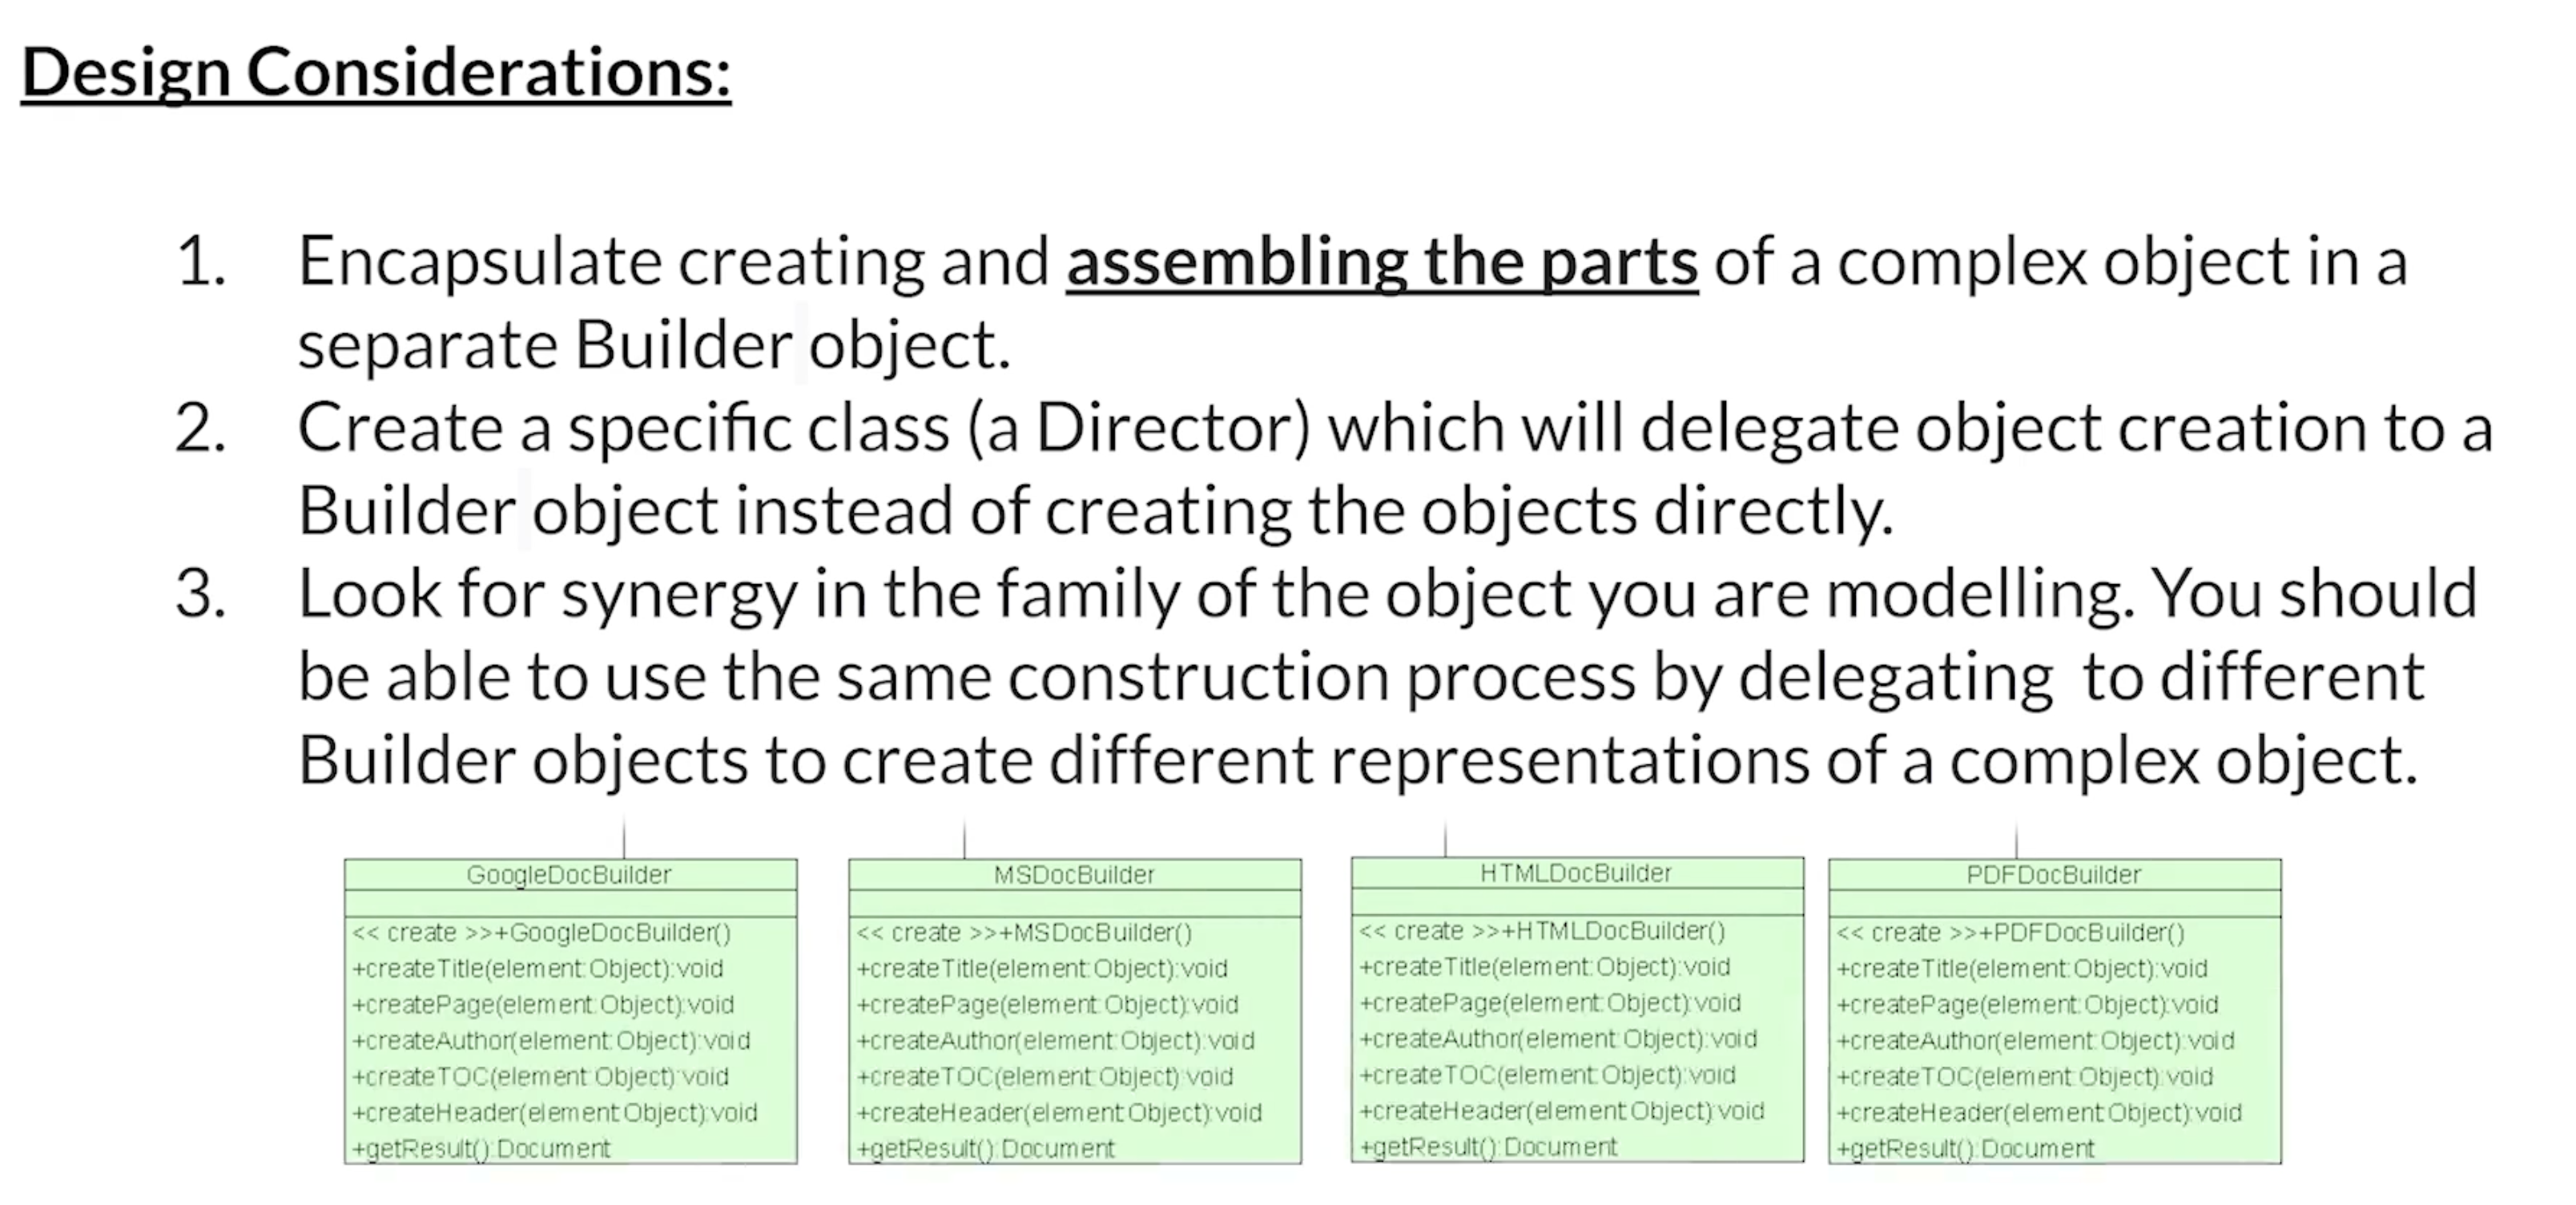 Design Considerations:
1. Encapsulate creating and assembling the parts of a complex object in a
separate Builder object.
2. Create a specific class (a Director) which will delegate object creation to a
Builder object instead of creating the objects directly.
3. Look for synergy in the family of the object you are modelling. You should
be able to use the same construction process by delegating  to different
Builder objects to create different representations of a complex object.
GoogleDocBuilder
<< create >>+GoogleDocBuilder()
+createTitle(element:Object):void
+createPage(element:Object):void
+createAuthor(element:Object):void
+createTOC(element:Object):void
+createHeader(element:Object):void
+getResult():Document
MSDocBuilder
<< create >>+MSDocBuilder()
+createTitle(element:Object):void
+createPage(element:Object):void
+createAuthor(element:Object):void
+createTOC(element:Object):void
+createHeader(element:Object):void
+getResult():Document
HTMLDocBuilder
<< create >>+HTMLDocBuilder()
+createTitle(element:Object):void
+createPage(element:Object):void
+createAuthor(element:Object):void
+createTOC(element:Object):void
+createHeader(element:Object):void
+getResult():Document
PDFDocBuilder
<< create >>+PDFDocBuilder()
+createTitle(element:Object):void
+createPage(element:Object):void
+createAuthor(element:Object):void
+createTOC(element:Object):void
+createHeader(element:Object):void
+getResult():Document